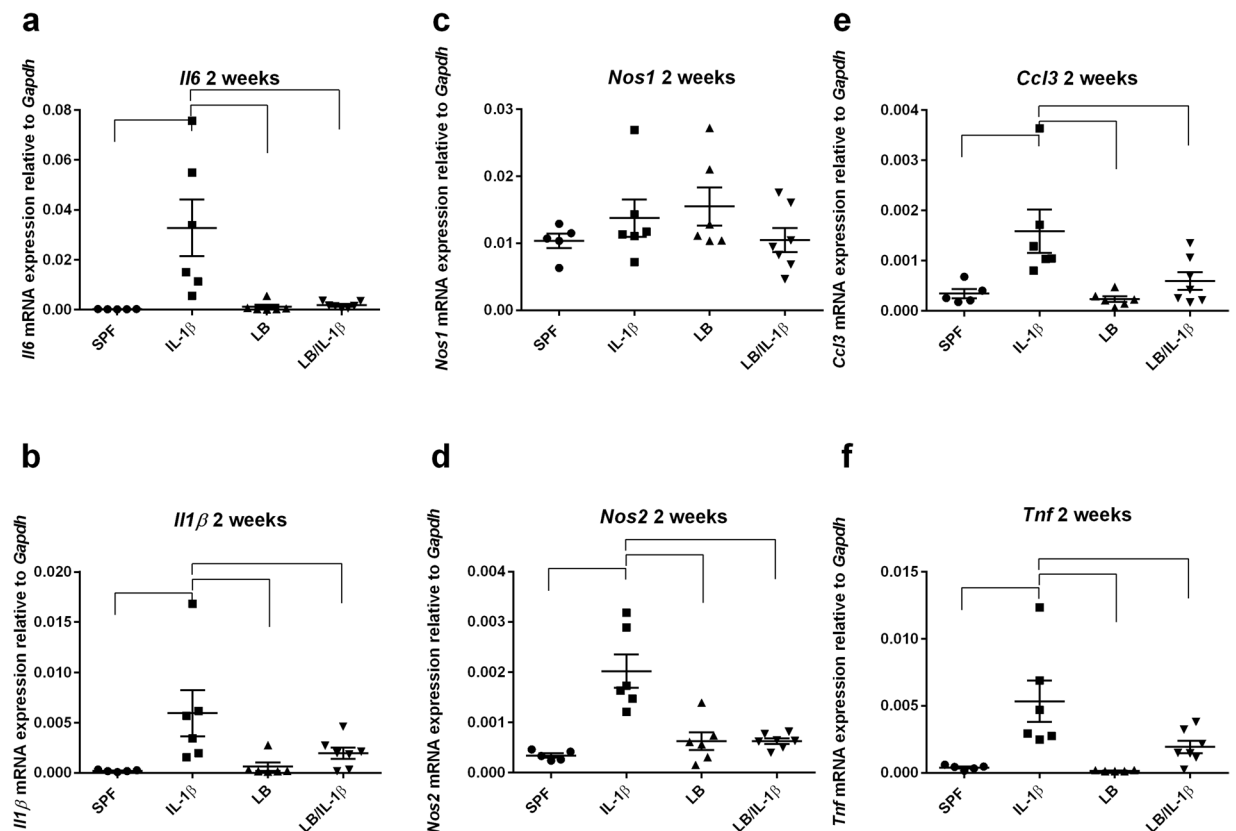 a
Il6 2 weeks
Il6 mRNA expression relative to Gapdh
0.08
0.06
0.04
0.02
0.00
SPF
IL-1β
LB
LB/IL-1β
c
Nos1 2 weeks
Nos1 mRNA expression relative to Gapdh
0.03
0.02
0.01
0.00
SPF
IL-1β
LB
LB/IL-1β
e
Ccl3 2 weeks
Ccl3 mRNA expression relative to Gapdh
0.004
0.003
0.002
0.001
0.000
SPF
IL-1β
LB
LB/IL-1β
b
Il1β 2 weeks
Il1β mRNA expression relative to Gapdh
0.020
0.015
0.010
0.005
0.000
SPF
IL-1β
LB
LB/IL-1β
d
Nos2 2 weeks
Nos2 mRNA expression relative to Gapdh
0.004
0.003
0.002
0.001
0.000
SPF
IL-1β
LB
LB/IL-1β
f
Tnf 2 weeks
Tnf mRNA expression relative to Gapdh
0.015
0.010
0.005
0.000
SPF
IL-1β
LB
LB/IL-1β